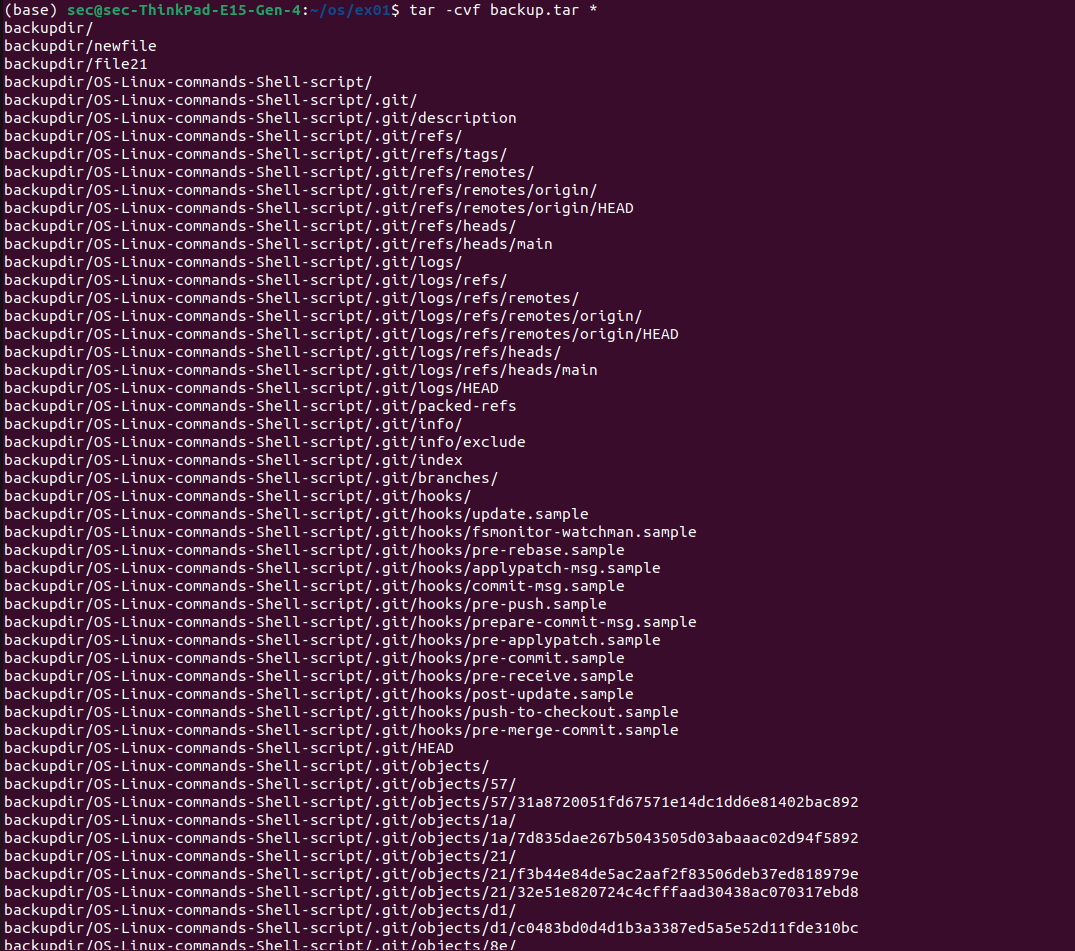 (base) sec@sec-ThinkPad-E15-Gen-4:~/os/ex01$ tar -cvf backup.tar *
backupdir/
backupdir/newfile
backupdir/file21
backupdir/OS-Linux-commands-Shell-script/
backupdir/OS-Linux-commands-Shell-script/.git/
backupdir/OS-Linux-commands-Shell-script/.git/description
backupdir/OS-Linux-commands-Shell-script/.git/refs/
backupdir/OS-Linux-commands-Shell-script/.git/refs/tags/
backupdir/OS-Linux-commands-Shell-script/.git/refs/remotes/
backupdir/OS-Linux-commands-Shell-script/.git/refs/remotes/origin/
backupdir/OS-Linux-commands-Shell-script/.git/refs/remotes/origin/HEAD
backupdir/OS-Linux-commands-Shell-script/.git/refs/heads/
backupdir/OS-Linux-commands-Shell-script/.git/refs/heads/main
backupdir/OS-Linux-commands-Shell-script/.git/logs/
backupdir/OS-Linux-commands-Shell-script/.git/logs/refs/
backupdir/OS-Linux-commands-Shell-script/.git/logs/refs/remotes/
backupdir/OS-Linux-commands-Shell-script/.git/logs/refs/remotes/origin/
backupdir/OS-Linux-commands-Shell-script/.git/logs/refs/remotes/origin/HEAD
backupdir/OS-Linux-commands-Shell-script/.git/logs/refs/heads/
backupdir/OS-Linux-commands-Shell-script/.git/logs/refs/heads/main
backupdir/OS-Linux-commands-Shell-script/.git/logs/HEAD
backupdir/OS-Linux-commands-Shell-script/.git/packed-refs
backupdir/OS-Linux-commands-Shell-script/.git/info/
backupdir/OS-Linux-commands-Shell-script/.git/info/exclude
backupdir/OS-Linux-commands-Shell-script/.git/index
backupdir/OS-Linux-commands-Shell-script/.git/branches/
backupdir/OS-Linux-commands-Shell-script/.git/hooks/
backupdir/OS-Linux-commands-Shell-script/.git/hooks/update.sample
backupdir/OS-Linux-commands-Shell-script/.git/hooks/fsmonitor-watchman.sample
backupdir/OS-Linux-commands-Shell-script/.git/hooks/pre-rebase.sample
backupdir/OS-Linux-commands-Shell-script/.git/hooks/applypatch-msg.sample
backupdir/OS-Linux-commands-Shell-script/.git/hooks/commit-msg.sample
backupdir/OS-Linux-commands-Shell-script/.git/hooks/pre-push.sample
backupdir/OS-Linux-commands-Shell-script/.git/hooks/prepare-commit-msg.sample
backupdir/OS-Linux-commands-Shell-script/.git/hooks/pre-applypatch.sample
backupdir/OS-Linux-commands-Shell-script/.git/hooks/pre-commit.sample
backupdir/OS-Linux-commands-Shell-script/.git/hooks/pre-receive.sample
backupdir/OS-Linux-commands-Shell-script/.git/hooks/post-update.sample
backupdir/OS-Linux-commands-Shell-script/.git/hooks/push-to-checkout.sample
backupdir/OS-Linux-commands-Shell-script/.git/hooks/pre-merge-commit.sample
backupdir/OS-Linux-commands-Shell-script/.git/HEAD
backupdir/OS-Linux-commands-Shell-script/.git/objects/
backupdir/OS-Linux-commands-Shell-script/.git/objects/57/
backupdir/OS-Linux-commands-Shell-script/.git/objects/57/31a8720051fd67571e14dc1dd6e81402bac892
backupdir/OS-Linux-commands-Shell-script/.git/objects/1a/
backupdir/OS-Linux-commands-Shell-script/.git/objects/1a/7d835dae267b5043505d03abaaac02d94f5892
backupdir/OS-Linux-commands-Shell-script/.git/objects/21/
backupdir/OS-Linux-commands-Shell-script/.git/objects/21/f3b44e84de5ac2aaf2f83506deb37ed818979e
backupdir/OS-Linux-commands-Shell-script/.git/objects/21/32e51e820724c4cfffaad30438ac070317ebd8
backupdir/OS-Linux-commands-Shell-script/.git/objects/d1/
backupdir/OS-Linux-commands-Shell-script/.git/objects/d1/c0483bd0d4d1b3a3387ed5a5e52d11fde310bc
backupdir/OS-Linux-commands-Shell-script/.git/objects/8e/